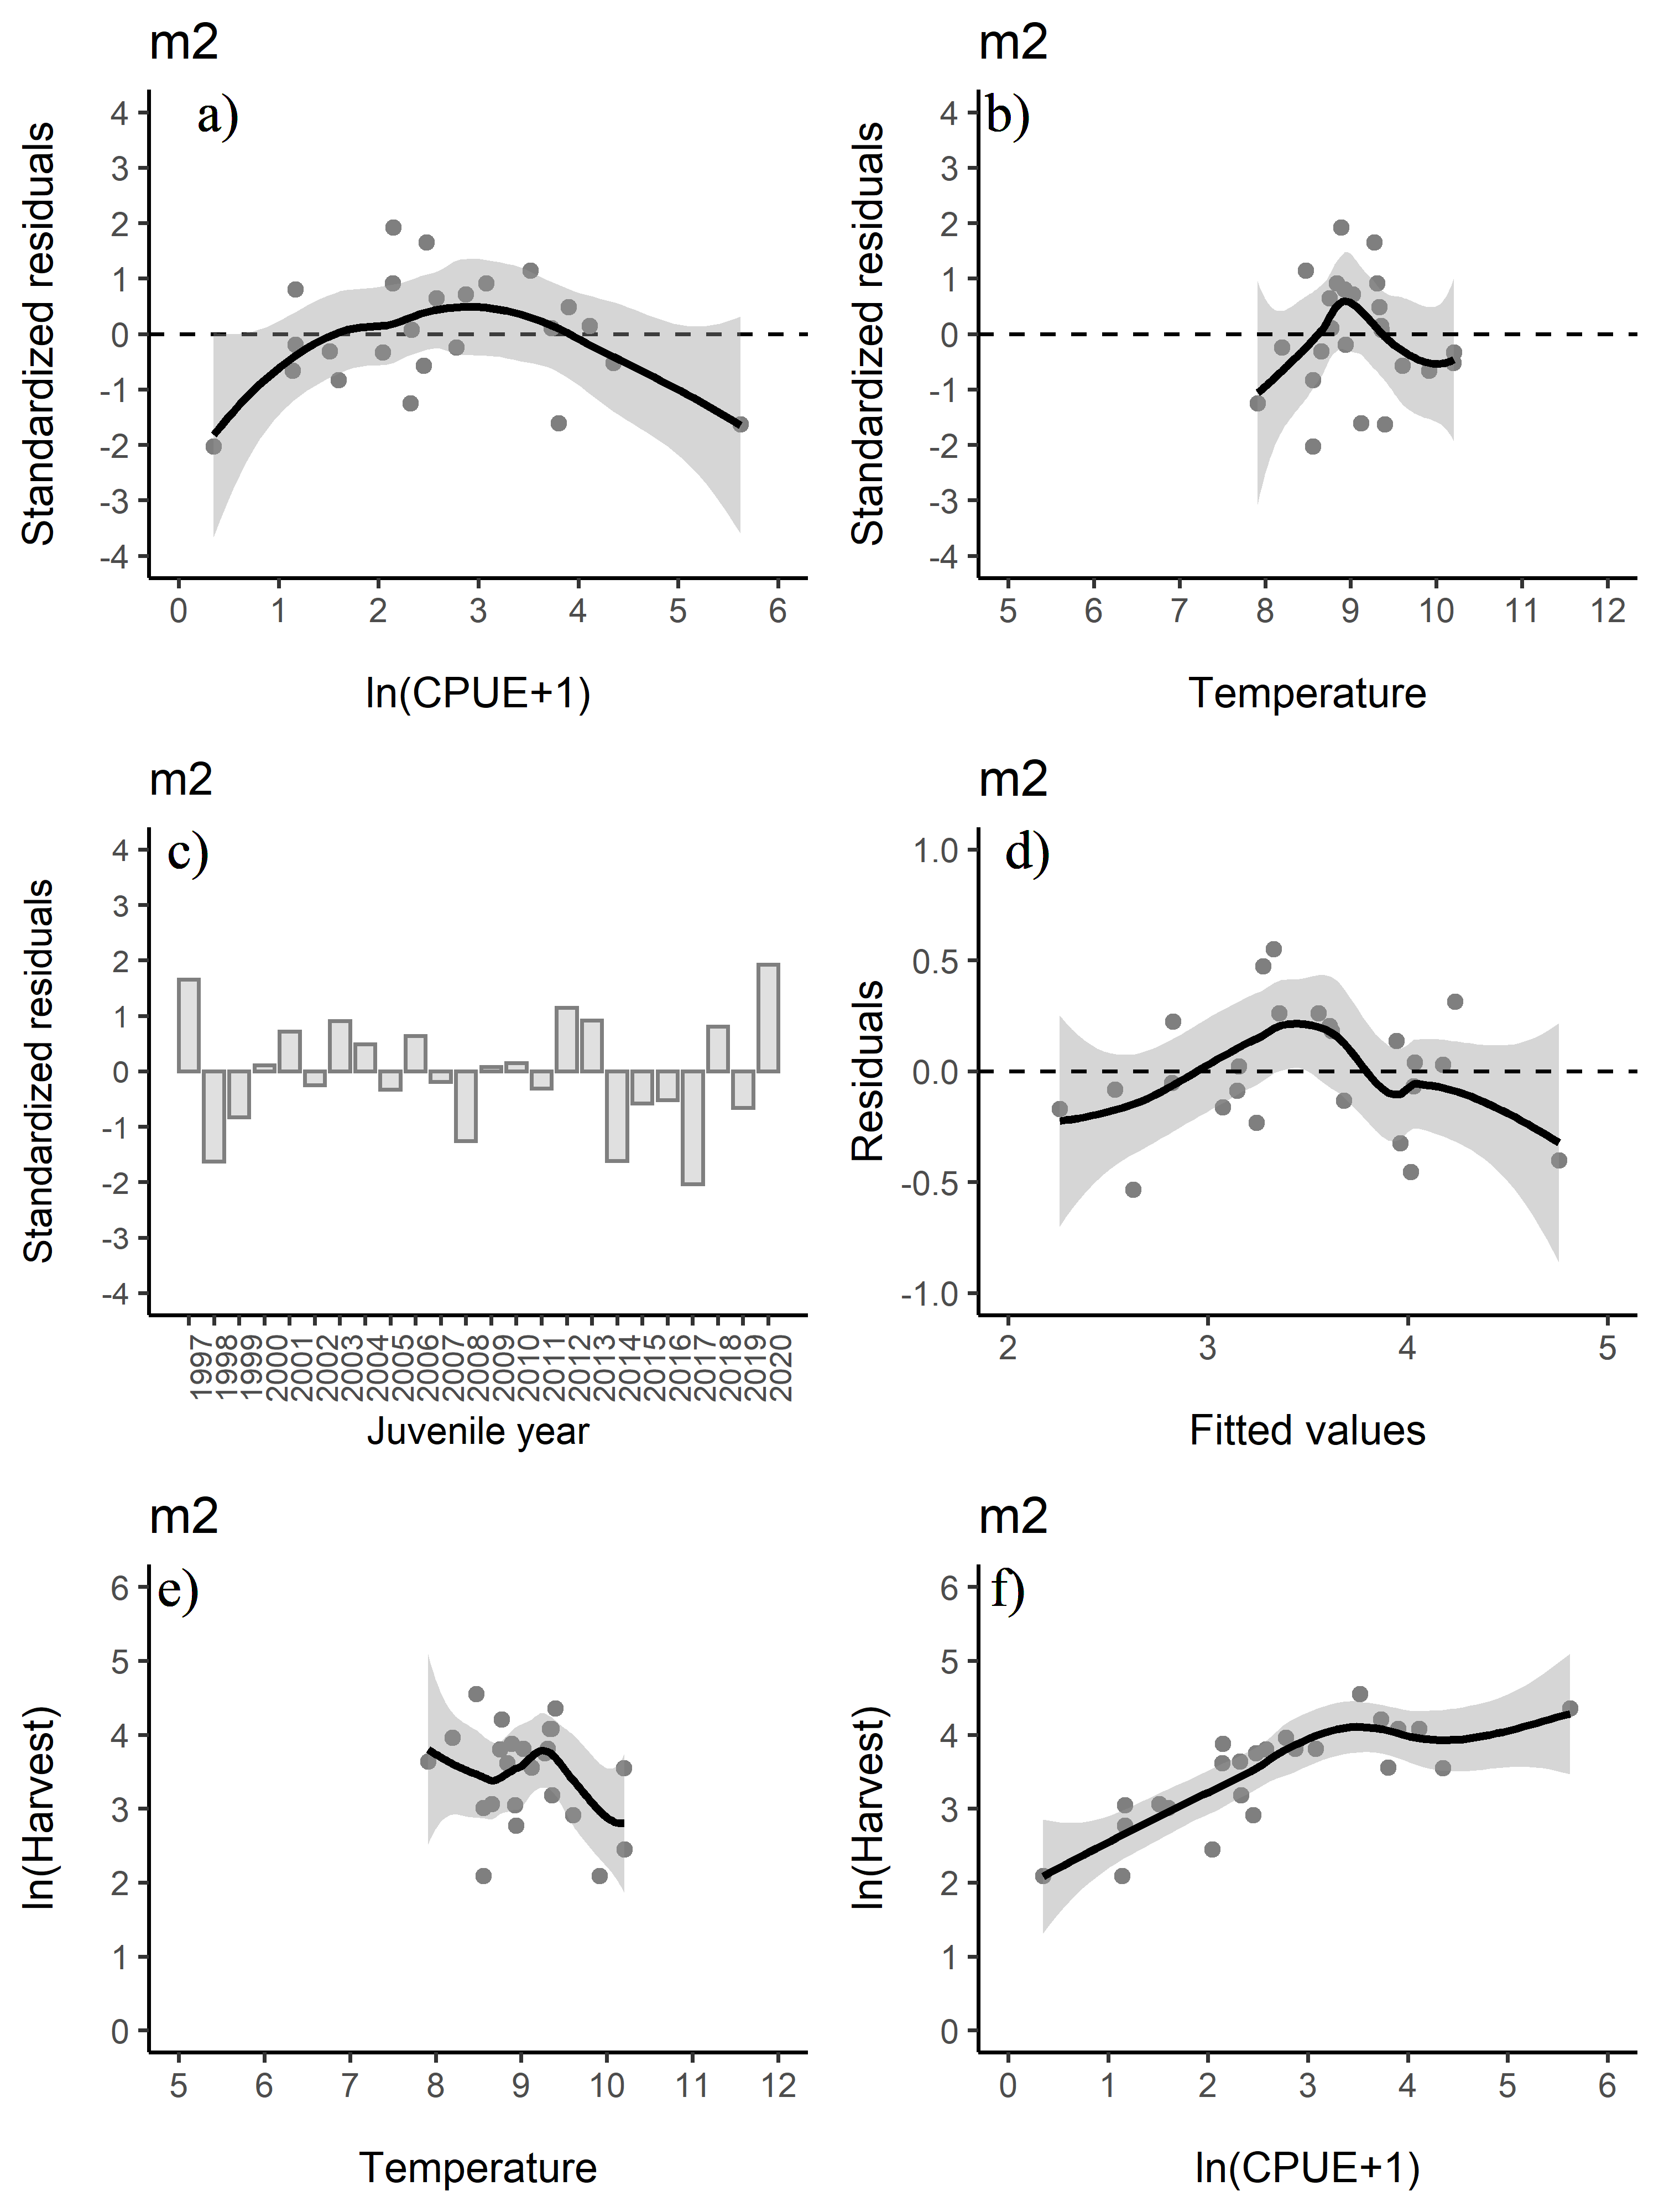 m2
a)
Standardized residuals
4
3
2
1
0
-1
-2
-3
-4
0 1 2 3 4 5 6
ln(CPUE+1)
m2
b)
Standardized residuals
4
3
2
1
0
-1
-2
-3
-4
5 6 7 8 9 10 11 12
Temperature
m2
c)
Standardized residuals
4
3
2
1
0
-1
-2
-3
-4
1997 1998 1999 2000 2001 2002 2003 2004 2005 2006 2007 2008 2009 2010 2011 2012 2013 2014 2015 2016 2017 2018 2019 2020
Juvenile year
m2
d)
Residuals
1.0
0.5
0.0
-0.5
-1.0
2 3 4 5
Fitted values
m2
e)
ln(Harvest)
6
5
4
3
2
1
0
5 6 7 8 9 10 11 12
Temperature
m2
f)
ln(Harvest)
6
5
4
3
2
1
0
0 1 2 3 4 5 6
ln(CPUE+1)